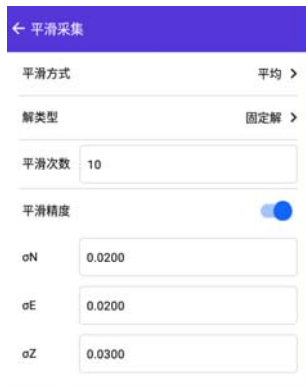 ← 平滑采集
平滑方式 平均 >
解类型 固定解 >
平滑次数 10
平滑精度
σN 0.0200
σE 0.0200
σZ 0.0300